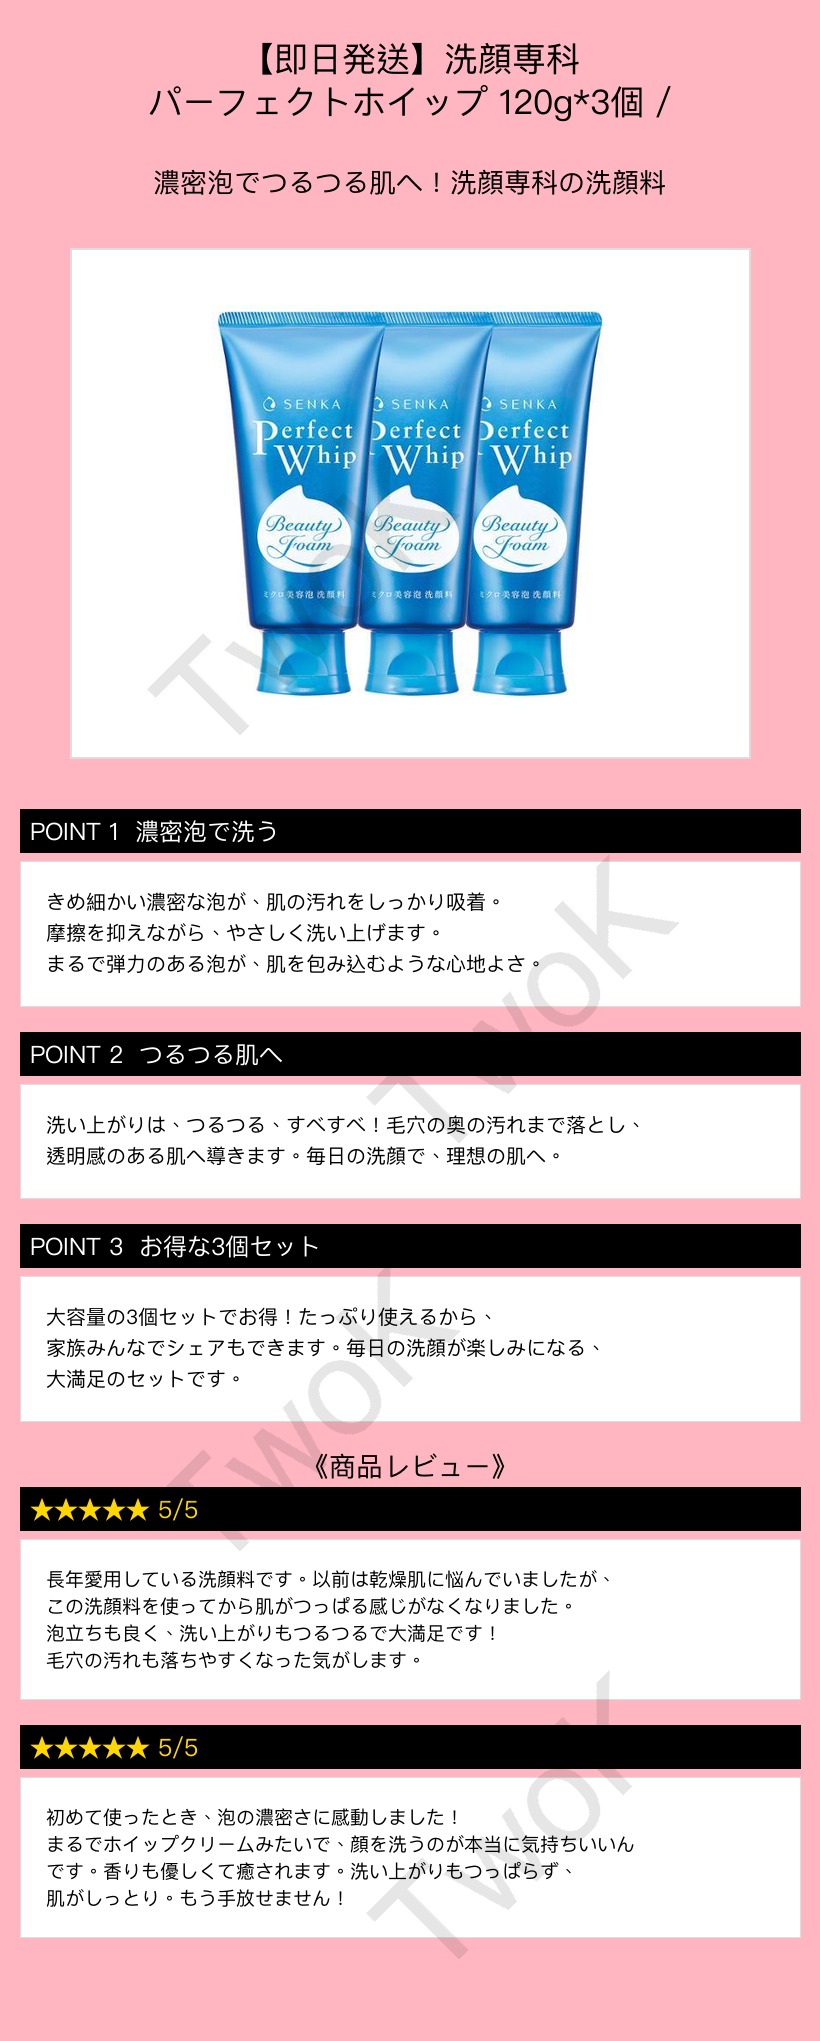 【即日発送】洗顔専科
パーフェクトホイップ 120g*3個 /
濃密泡でつるつる肌へ！洗顔専科の洗顔料
SENKA SENKA SENKA
Perfect Perfect Perfect
Whip Whip Whip
Beauty Beauty Beauty
Foam Foam Foam
ミクロ美容泡 洗顔料 ミクロ美容泡 洗顔料 ミクロ美容泡 洗顔料
TwoK
POINT 1 濃密泡で洗う
きめ細かい濃密な泡が、肌の汚れをしっかり吸着。
摩擦を抑えながら、やさしく洗い上げます。
まるで弾力のある泡が、肌を包み込むような心地よさ。
TwoK
POINT 2 つるつる肌へ
洗い上がりは、つるつる、すべすべ！毛穴の奥の汚れまで落とし、
透明感のある肌へ導きます。毎日の洗顔で、理想の肌へ。
POINT 3 お得な3個セット
大容量の3個セットでお得！たっぷり使えるから、
家族みんなでシェアもできます。毎日の洗顔が楽しみになる、
大満足のセットです。
TwoK
《商品レビュー》
★★★★★ 5/5
長年愛用している洗顔料です。以前は乾燥肌に悩んでいましたが、
この洗顔料を使ってから肌がつっぱる感じがなくなりました。
泡立ちも良く、洗い上がりもつるつるで大満足です！
毛穴の汚れも落ちやすくなった気がします。
★★★★★ 5/5
初めて使ったとき、泡の濃密さに感動しました！
まるでホイップクリームみたいで、顔を洗うのが本当に気持ちいいん
です。香りも優しくて癒されます。洗い上がりもつっぱらず、
肌がしっとり。もう手放せません！
TwoK